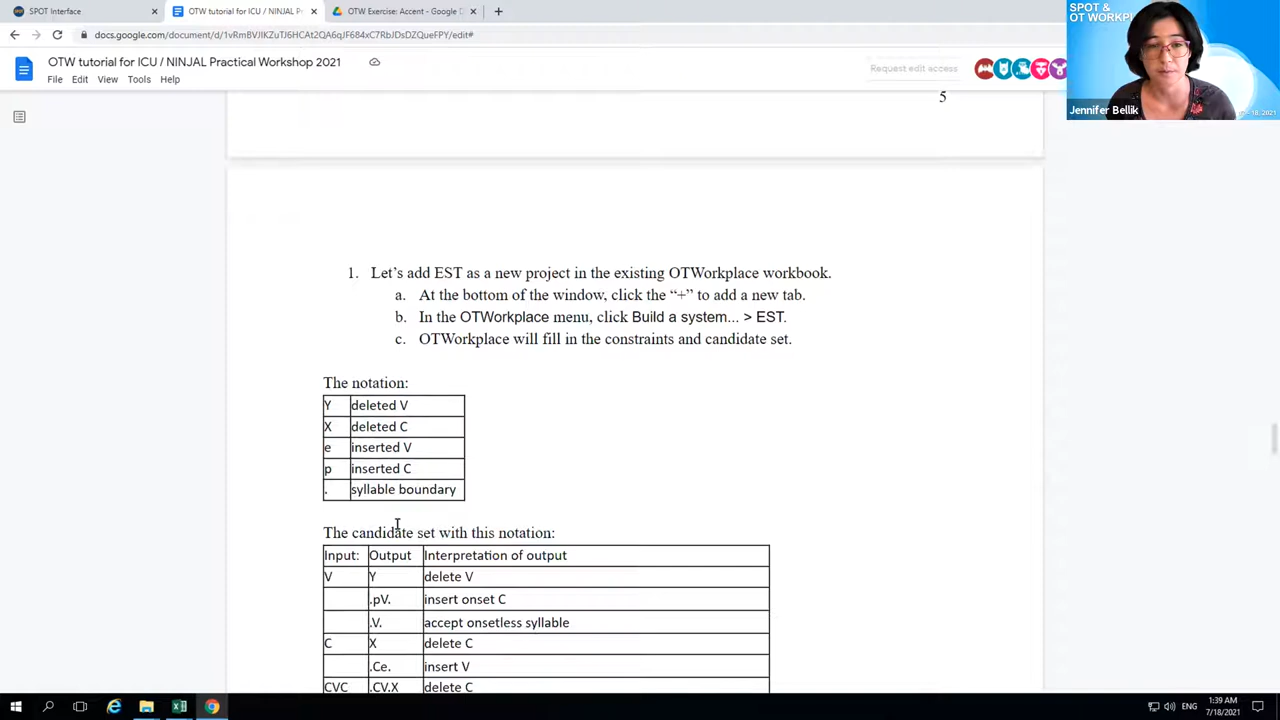 SPOT Interface
OTW tutorial for ICU / NINJAL Pra
OTW Exercise: Accent - Google D
docs.google.com/document/d/1vRmBVJIKZuTJ6HCAt2QA6qJF684xC7RbJDsDZQueFPY/edit#
OTW tutorial for ICU / NINJAL Practical Workshop 2021
File Edit View Tools Help
Request edit access
SPOT &
OT WORKPL
Jennifer Bellik
-18, 2021
5
1. Let's add EST as a new project in the existing OTWorkplace workbook.
a. At the bottom of the window, click the “+” to add a new tab.
b. In the OTWorkplace menu, click Build a system... > EST.
c. OTWorkplace will fill in the constraints and candidate set.
The notation:
Y deleted V
X deleted C
e inserted V
p inserted C
. syllable boundary
The candidate set with this notation:
Input: Output Interpretation of output
V Y delete V
.pV. insert onset C
.V. accept onsetless syllable
C X delete C
.Ce. insert V
CVC .CV.X delete C
ENG
1:39 AM
7/18/2021